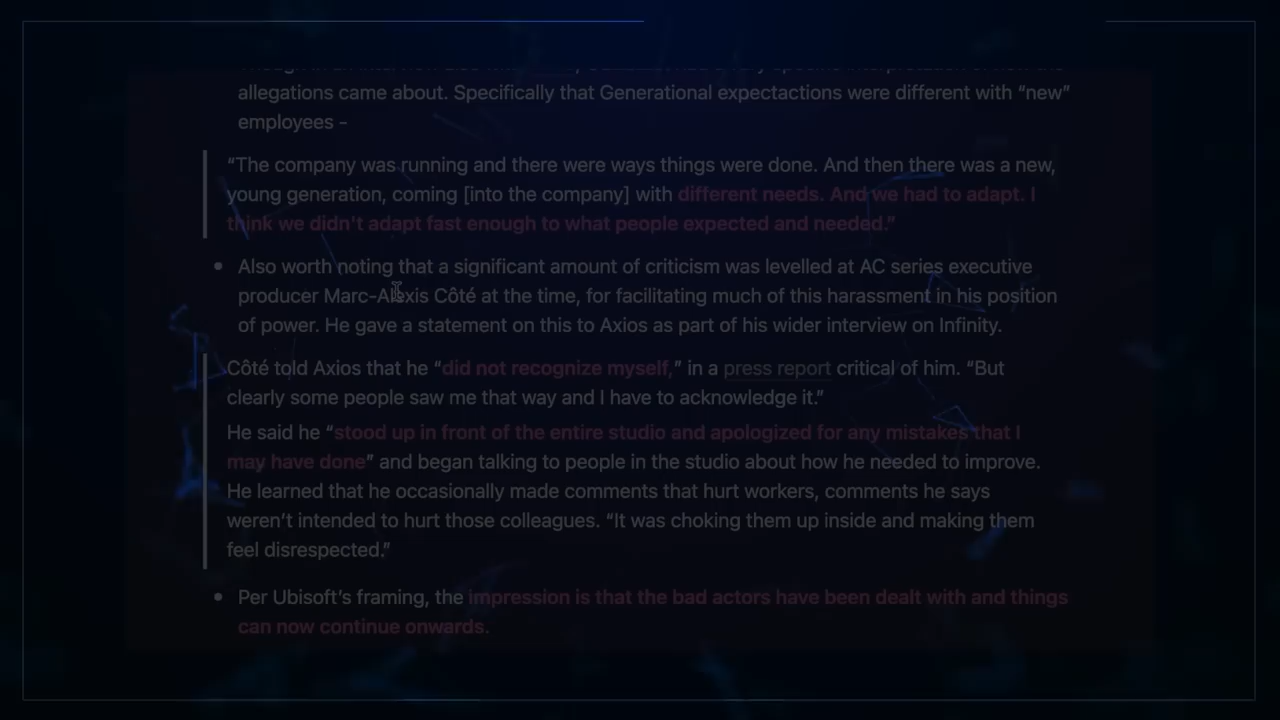 allegations came about. Specifically that Generational expectactions were different with “new”
employees -
“The company was running and there were ways things were done. And then there was a new,
young generation, coming [into the company] with different needs. And we had to adapt. I
think we didn't adapt fast enough to what people expected and needed.”
• Also worth noting that a significant amount of criticism was levelled at AC series executive
producer Marc-Alexis Côté at the time, for facilitating much of this harassment in his position
of power. He gave a statement on this to Axios as part of his wider interview on Infinity.
Côté told Axios that he “did not recognize myself,” in a press report critical of him. “But
clearly some people saw me that way and I have to acknowledge it.”
He said he “stood up in front of the entire studio and apologized for any mistakes that I
may have done” and began talking to people in the studio about how he needed to improve.
He learned that he occasionally made comments that hurt workers, comments he says
weren’t intended to hurt those colleagues. “It was choking them up inside and making them
feel disrespected.”
• Per Ubisoft’s framing, the impression is that the bad actors have been dealt with and things
can now continue onwards.